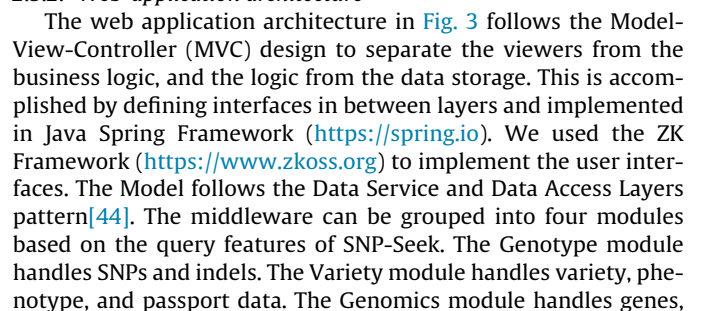 The web application architecture in Fig. 3 follows the Model-
View-Controller (MVC) design to separate the viewers from the
business logic, and the logic from the data storage. This is accom-
plished by defining interfaces in between layers and implemented
in Java Spring Framework (https://spring.io). We used the ZK
Framework (https://www.zkoss.org) to implement the user inter-
faces. The Model follows the Data Service and Data Access Layers
pattern[44]. The middleware can be grouped into four modules
based on the query features of SNP-Seek. The Genotype module
handles SNPs and indels. The Variety module handles variety, phe-
notype, and passport data. The Genomics module handles genes,